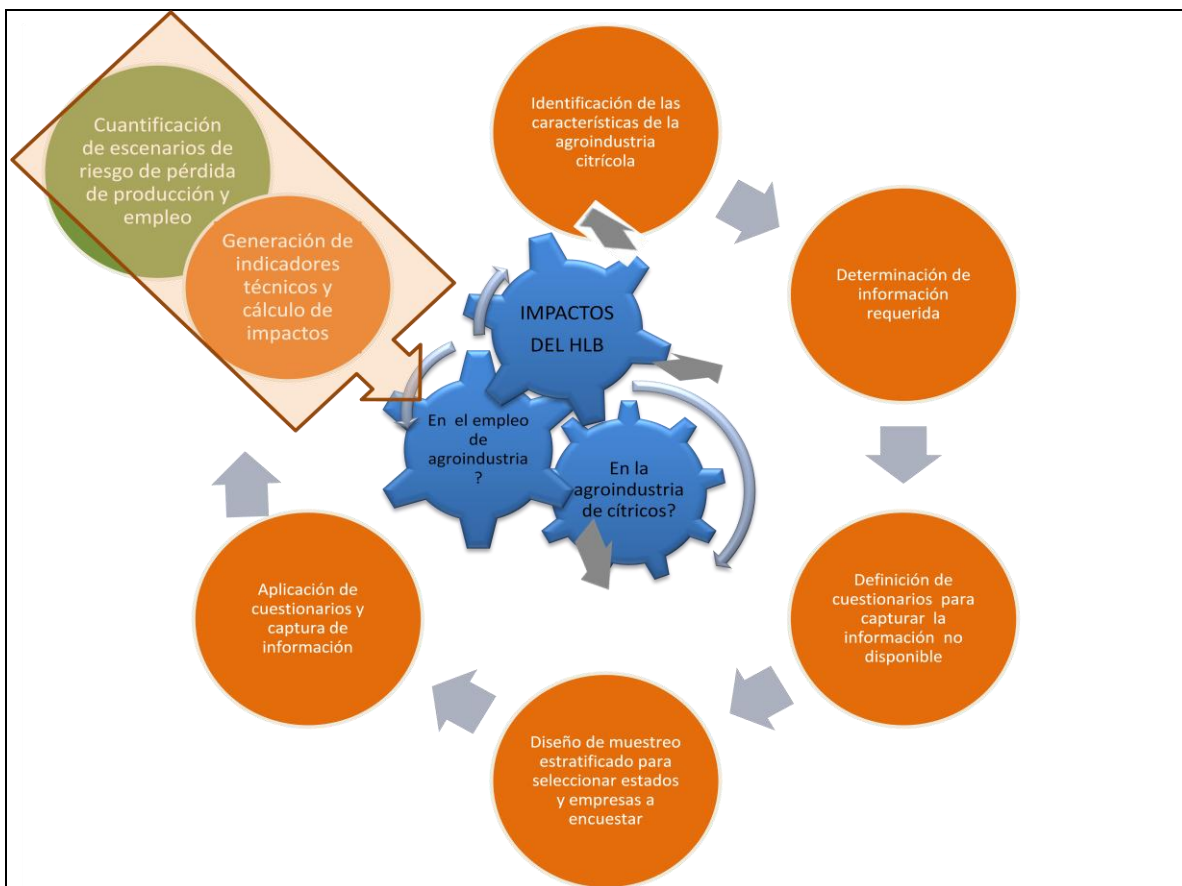 Identificación de las
características de la
agroindustria
citrícola
Determinación de
información
requerida
Definición de
cuestionarios para
capturar la
información no
disponible
Diseño de muestreo
estratificado para
seleccionar estados
y empresas a
encuestar
Aplicación de
cuestionarios y
captura de
información
Generación de
indicadores
técnicos y
cálculo de
impactos
Cuantificación
de escenarios de
riesgo de pérdida
de producción y
empleo
IMPACTOS
DEL HLB
En el empleo
de
agroindustria
?
En la
agroindustria
de cítricos?